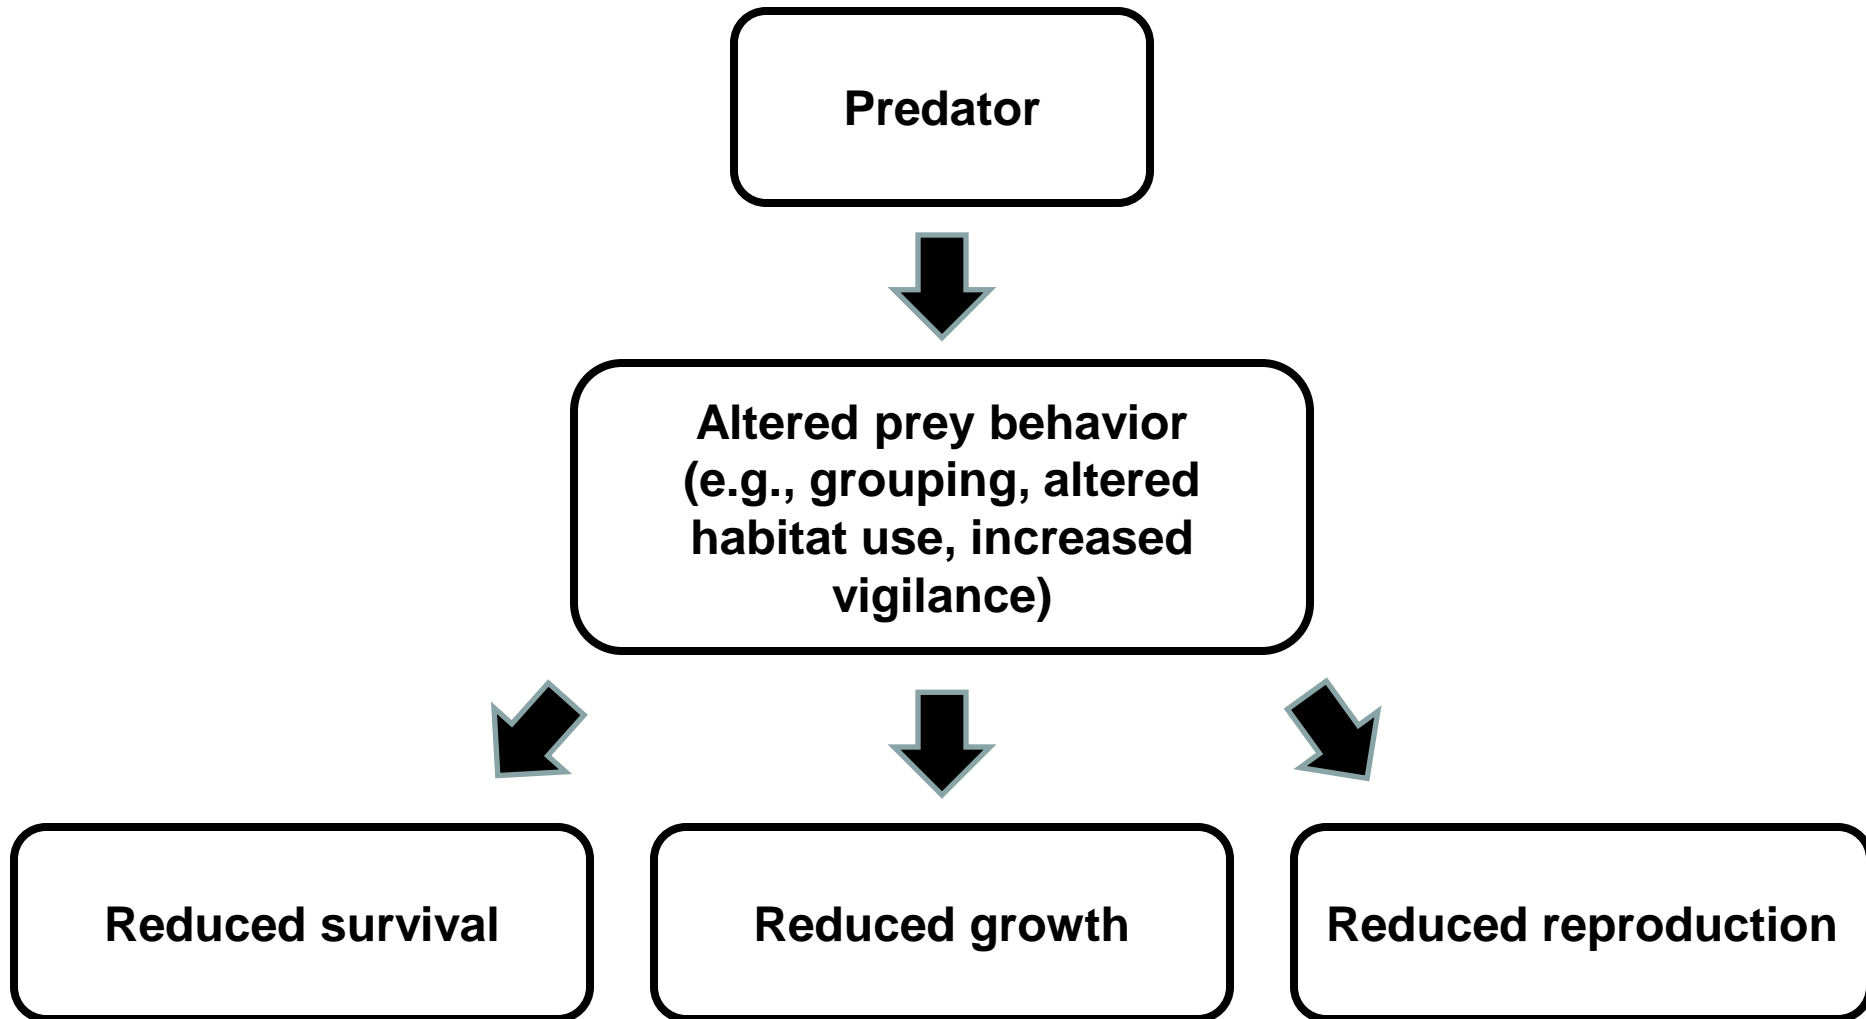 Predator
Altered prey behavior
(e.g., grouping, altered
habitat use, increased
vigilance)
Reduced survival
Reduced growth
Reduced reproduction